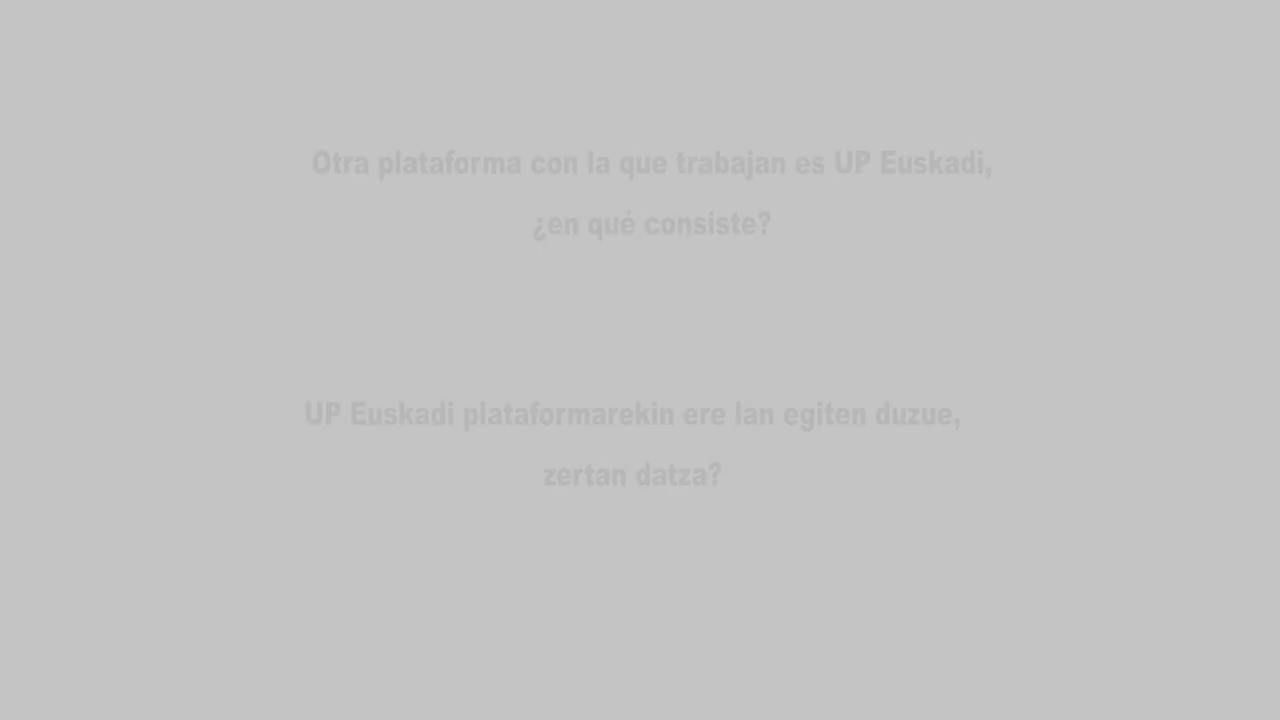 Otra plataforma con la que trabajan es UP Euskadi,
¿en qué consiste?
UP Euskadi plataformarekin ere lan egiten duzue,
zertan datza?